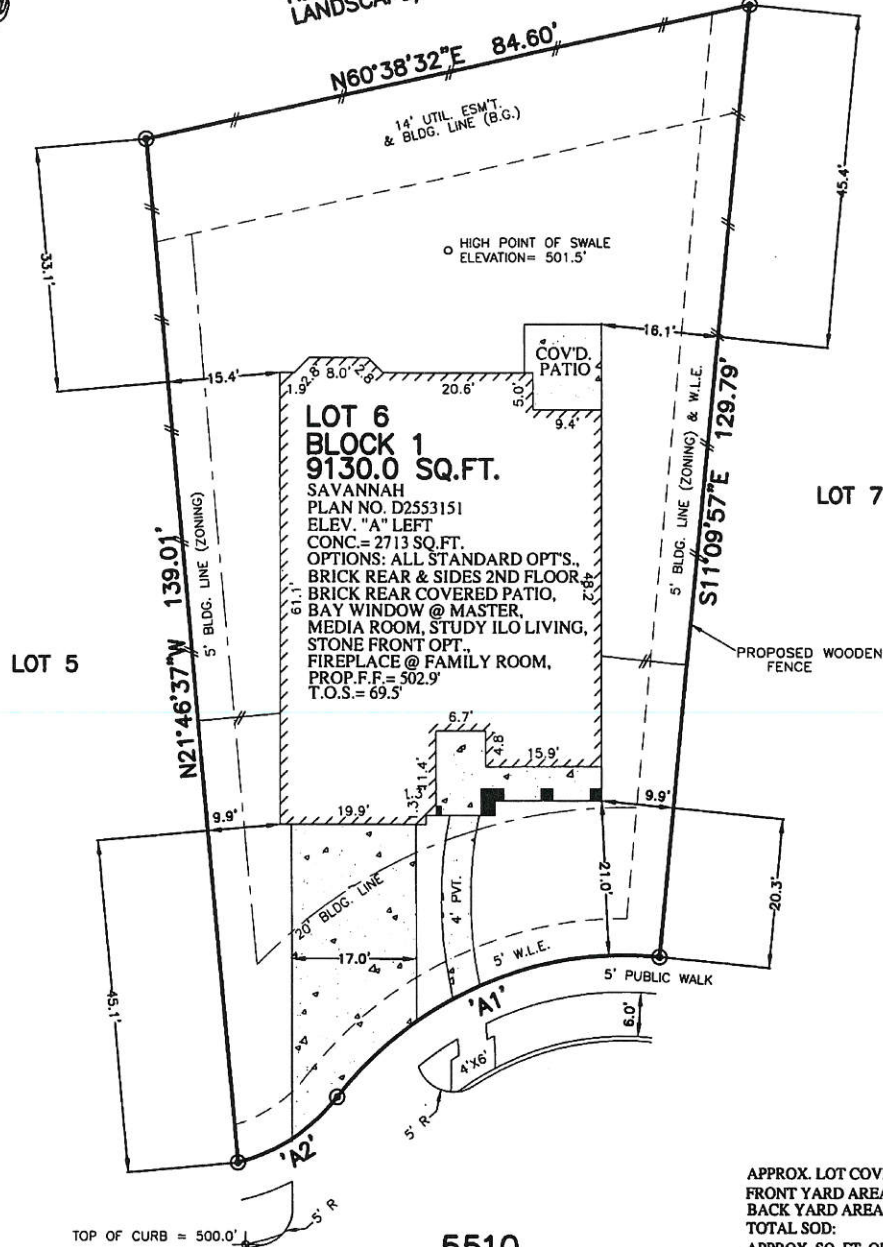 LANDSCAPE,
N60°38'32"E 84.60'
14' UTIL. ESM'T.
& BLDG. LINE (B.G.)
HIGH POINT OF SWALE
ELEVATION= 501.5'
33.1'
45.4'
15.4'
16.1'
COV'D.
PATIO
1.9'
2.8'
8.0'
2.8'
20.6'
5.0'
9.4'
LOT 6
BLOCK 1
9130.0 SQ.FT.
SAVANNAH
PLAN NO. D2553151
ELEV. "A" LEFT
CONC.= 2713 SQ.FT.
OPTIONS: ALL STANDARD OPT'S.,
BRICK REAR & SIDES 2ND FLOOR,
BRICK REAR COVERED PATIO,
BAY WINDOW @ MASTER,
MEDIA ROOM, STUDY ILO LIVING,
STONE FRONT OPT.,
FIREPLACE @ FAMILY ROOM,
PROP.F.F.= 502.9'
T.O.S.= 69.5'
61.1'
48.2'
5' BLDG. LINE (ZONING)
N21°46'37"W 139.01'
5' BLDG. LINE (ZONING) & W.L.E.
S11°09'57"E 129.79'
LOT 5
LOT 7
PROPOSED WOODEN
FENCE
6.7'
4.8'
15.9'
11.4'
1.3'
1.3'
19.9'
9.9'
9.9'
20' BLDG. LINE
4' PVT.
21.0'
20.3'
17.0'
5' W.L.E.
5' PUBLIC WALK
'A1'
6.0'
4'X6'
5' R
45.1'
'A2'
5' R
TOP OF CURB = 500.0'
5510
APPROX. LOT COV
FRONT YARD AREA
BACK YARD AREA
TOTAL SOD: